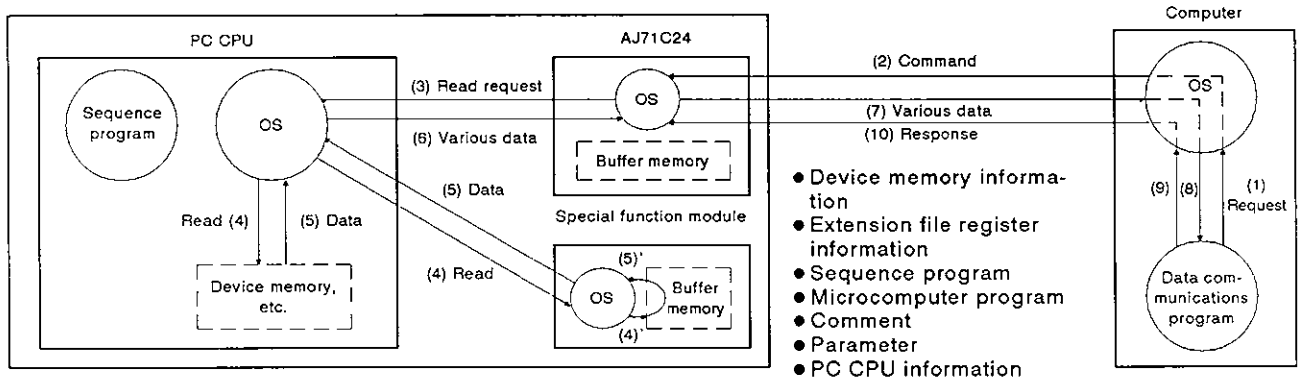 Computer
PC CPU
AJ71C24
(2) Command
Sequence
program
OS
(3) Read request
(6) Various data
OS
Buffer memory
(7) Various data
(10) Response
OS
Read (4)
(5) Data
(5) Data
(4) Read
Device memory,
etc.
Special function module
OS
(5)'
(4)'
Buffer
memory
● Device memory informa-
tion
● Extension file register
information
● Sequence program
● Microcomputer program
● Comment
● Parameter
● PC CPU information
(9)
(8)
(1)
Request
Data com-
munications
program